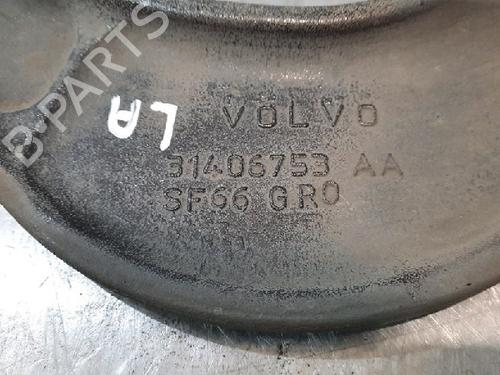 B-PARTS
LA
VOLVO
31406753 AA
SF66 GRO